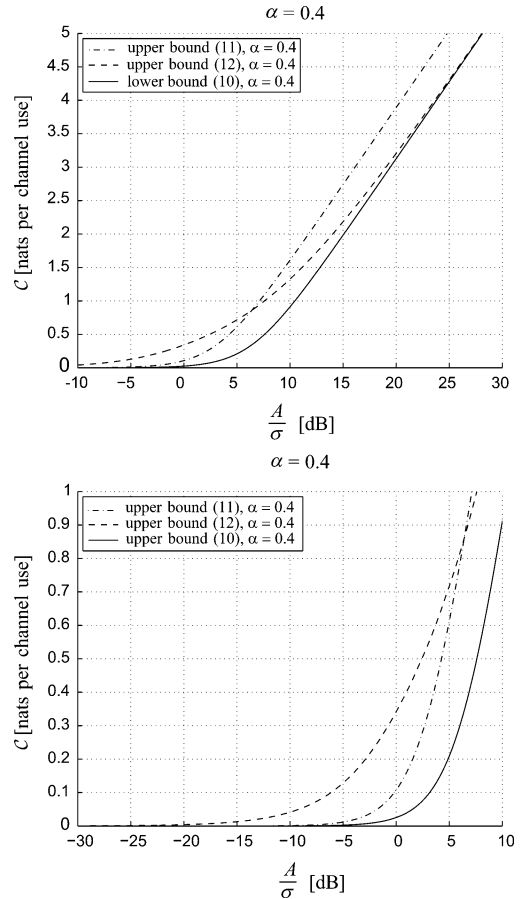 α = 0.4
5
4.5
4
3.5
3
2.5
2
1.5
1
0.5
0
C [nats per channel use]
upper bound (11), α = 0.4
upper bound (12), α = 0.4
lower bound (10), α = 0.4
-10 −5 0 5 10 15 20 25 30
A
σ [dB]
α = 0.4
1
0.9
0.8
0.7
0.6
0.5
0.4
0.3
0.2
0.1
0
C [nats per channel use]
upper bound (11), α = 0.4
upper bound (12), α = 0.4
upper bound (10), α = 0.4
−30 −25 −20 −15 −10 −5 0 5 10
A
σ [dB]